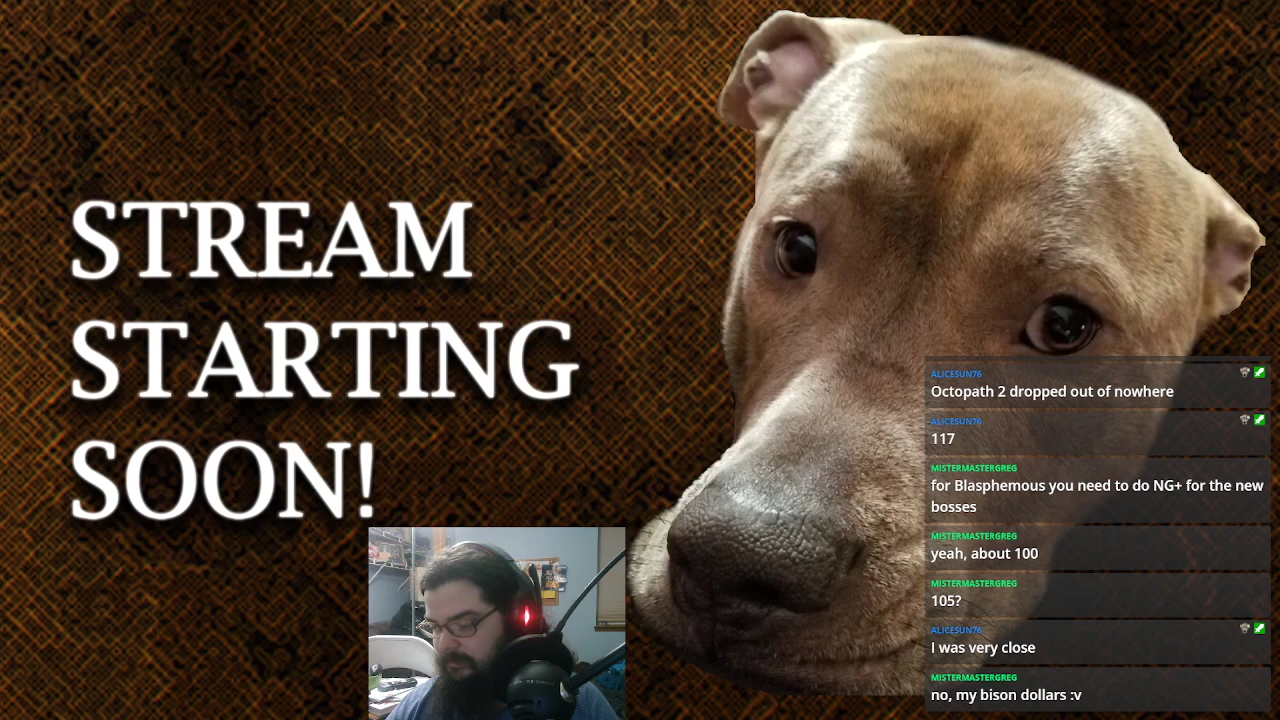 STREAM
STARTING
SOON!
ALICESUN76
Octopath 2 dropped out of nowhere
ALICESUN76
117
MISTERMASTERGREG
for Blasphemous you need to do NG+ for the new
bosses
MISTERMASTERGREG
yeah, about 100
MISTERMASTERGREG
105?
ALICESUN76
I was very close
MISTERMASTERGREG
no, my bison dollars :v